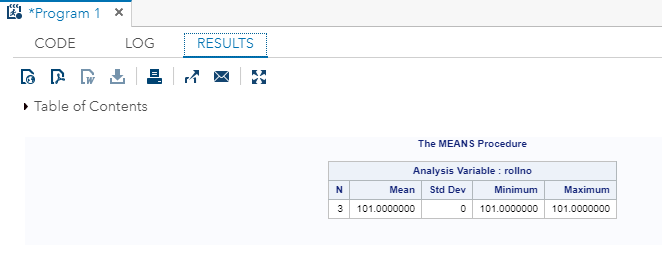 *Program 1 ×
CODE LOG RESULTS
Table of Contents
The MEANS Procedure
Analysis Variable : rollno
N Mean Std Dev Minimum Maximum
3 101.0000000 0 101.0000000 101.0000000